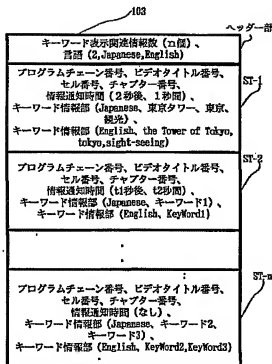 103
ヘッダー部
キーワード表示関連情報数 (n個)、
言語 (2,Japanese,English)
ST-1
プログラムチェーン番号、ビデオタイトル番号、
セル番号、チャプター番号、
情報通知時間 (2秒後、1秒間)、
キーワード情報部 (Japanese, 東京タワー、東京、
観光)、
キーワード情報部 (English, the Tower of Tokyo,
tokyo,sight-seeing)
ST-2
プログラムチェーン番号、ビデオタイトル番号、
セル番号、チャプター番号、
情報通知時間 (t1秒後、t2秒間)、
キーワード情報部 (Japanese、キーワード1)、
キーワード情報部 (English, KeyWord1)
ST-n
プログラムチェーン番号、ビデオタイトル番号、
セル番号、チャプター番号、
情報通知時間 (なし)、
キーワード情報部 (Japanese、キーワード2、
キーワード3)、
キーワード情報部 (English, KeyWord2,KeyWord3)